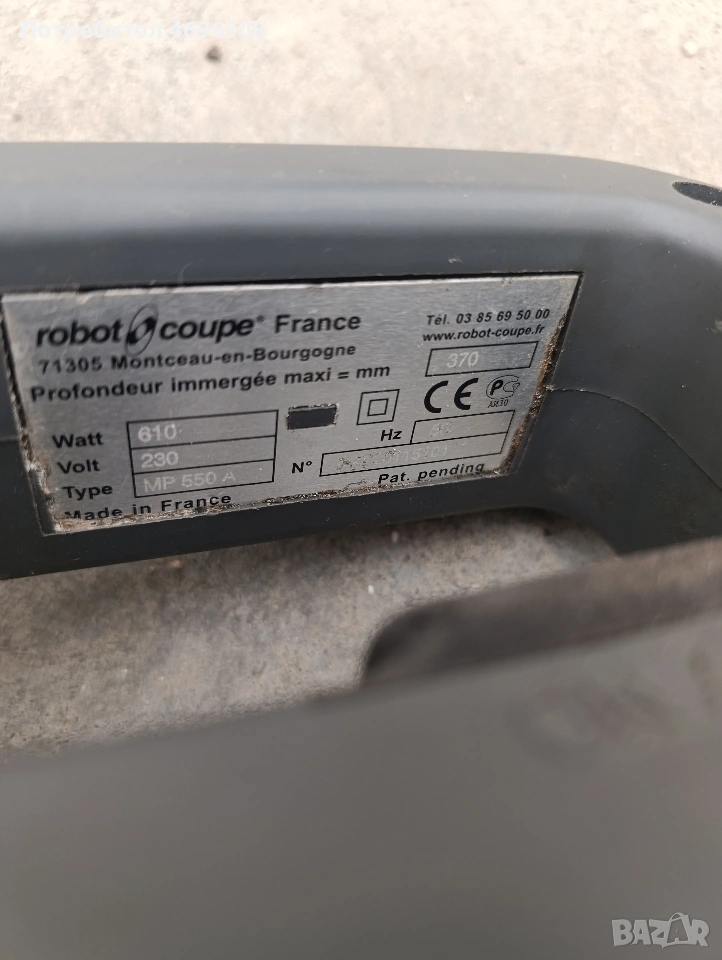 robot coupe® France
71305 Montceau-en-Bourgogne
Tél. 03 85 69 50 00
www.robot-coupe.fr
Profondeur immergée maxi = mm 370
Watt 610
Volt 230
Type MP 550 A
Hz
N°
Made in France
Pat. pending
CE
АИ30
BAZAR